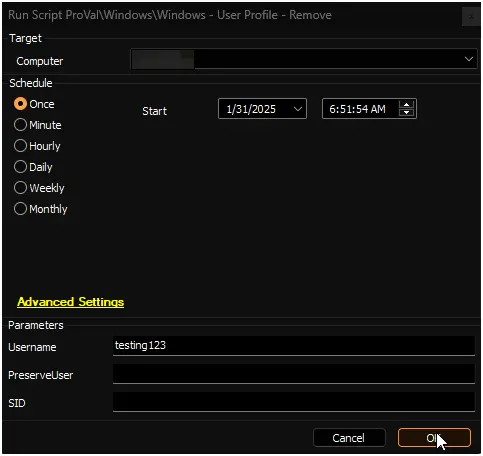 Run Script ProVal\Windows\Windows - User Profile - Remove
Target
Computer
Schedule
Once
Start
1/31/2025
6:51:54 AM
Minute
Hourly
Daily
Weekly
Monthly
Advanced Settings
Parameters
Username
testing123
PreserveUser
SID
Cancel
OK